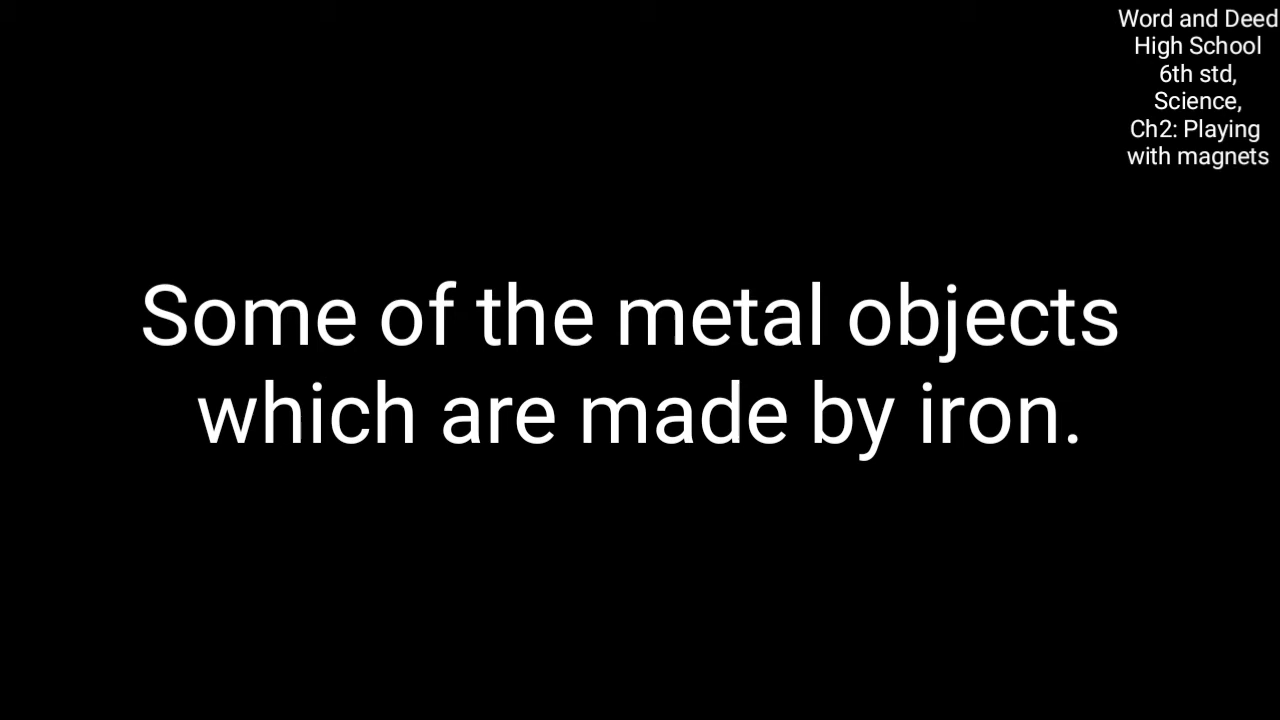 Word and Deed
High School
6th std,
Science,
Ch2: Playing
with magnets
Some of the metal objects
which are made by iron.